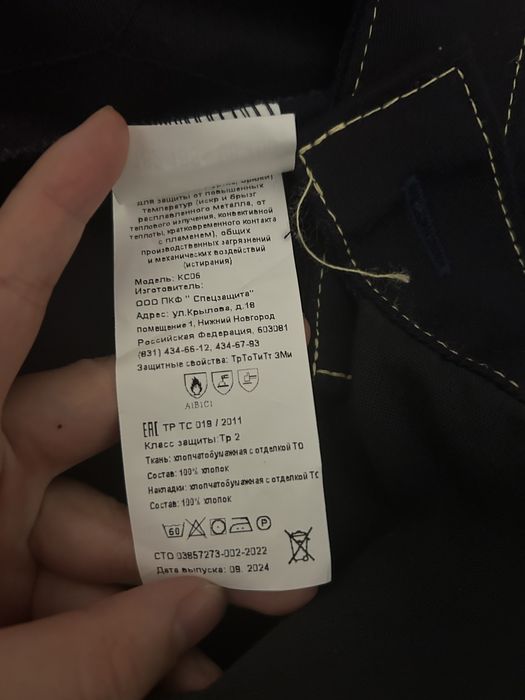 для защиты от повышенных
температур (искр и брызг
расплавленного металла, от
теплового излучения, конвективной
теплоты, кратковременного контакта
с пламенем), общих
производственных загрязнений
и механических воздействий
(истирания)
Модель: КС06
Изготовитель:
ООО ПКФ " Спецзащита"
Адрес: ул.Крылова, д.16
Помещение 1, Нижний Новгород
Российская Федерация, 603081
(831) 434-66-12, 434-67-93
Защитные свойства: ТрТоТиТт ЗМи
A1B1C1
ЕАС ТР ТС 019 / 2011
Класс защиты: Тр 2
Ткань: хлопчатобумажная с отделкой ТО
Состав: 100% хлопок
Накладки: хлопчатобумажная с отделкой ТО
Состав: 100% хлопок
60 P
СТО 03857273-002-2022
Дата выпуска: 09. 2024